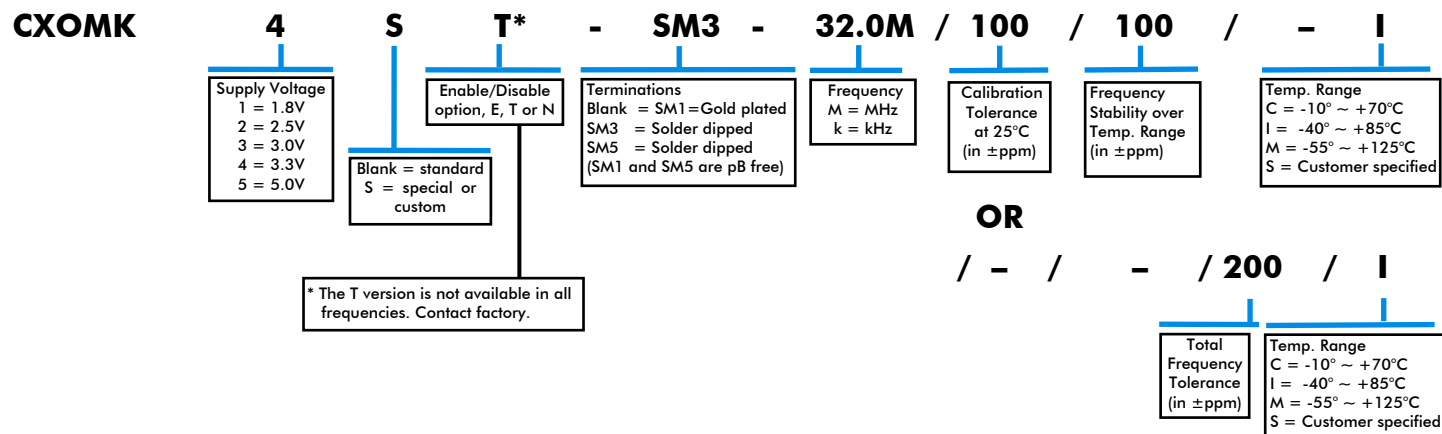 CXOMK 4 S T* - SM3 - 32.0M / 100 / 100 / – I
Supply Voltage
1 = 1.8V
2 = 2.5V
3 = 3.0V
4 = 3.3V
5 = 5.0V
Blank = standard
S = special or
custom
Enable/Disable
option, E, T or N
* The T version is not available in all
frequencies. Contact factory.
Terminations
Blank = SM1=Gold plated
SM3 = Solder dipped
SM5 = Solder dipped
(SM1 and SM5 are pB free)
Frequency
M = MHz
k = kHz
Calibration
Tolerance
at 25°C
(in ±ppm)
Frequency
Stability over
Temp. Range
(in ±ppm)
Temp. Range
C = -10° ~ +70°C
I = -40° ~ +85°C
M = -55° ~ +125°C
S = Customer specified
OR
/ – / – / 200 / I
Total
Frequency
Tolerance
(in ±ppm)
Temp. Range
C = -10° ~ +70°C
I = -40° ~ +85°C
M = -55° ~ +125°C
S = Customer specified